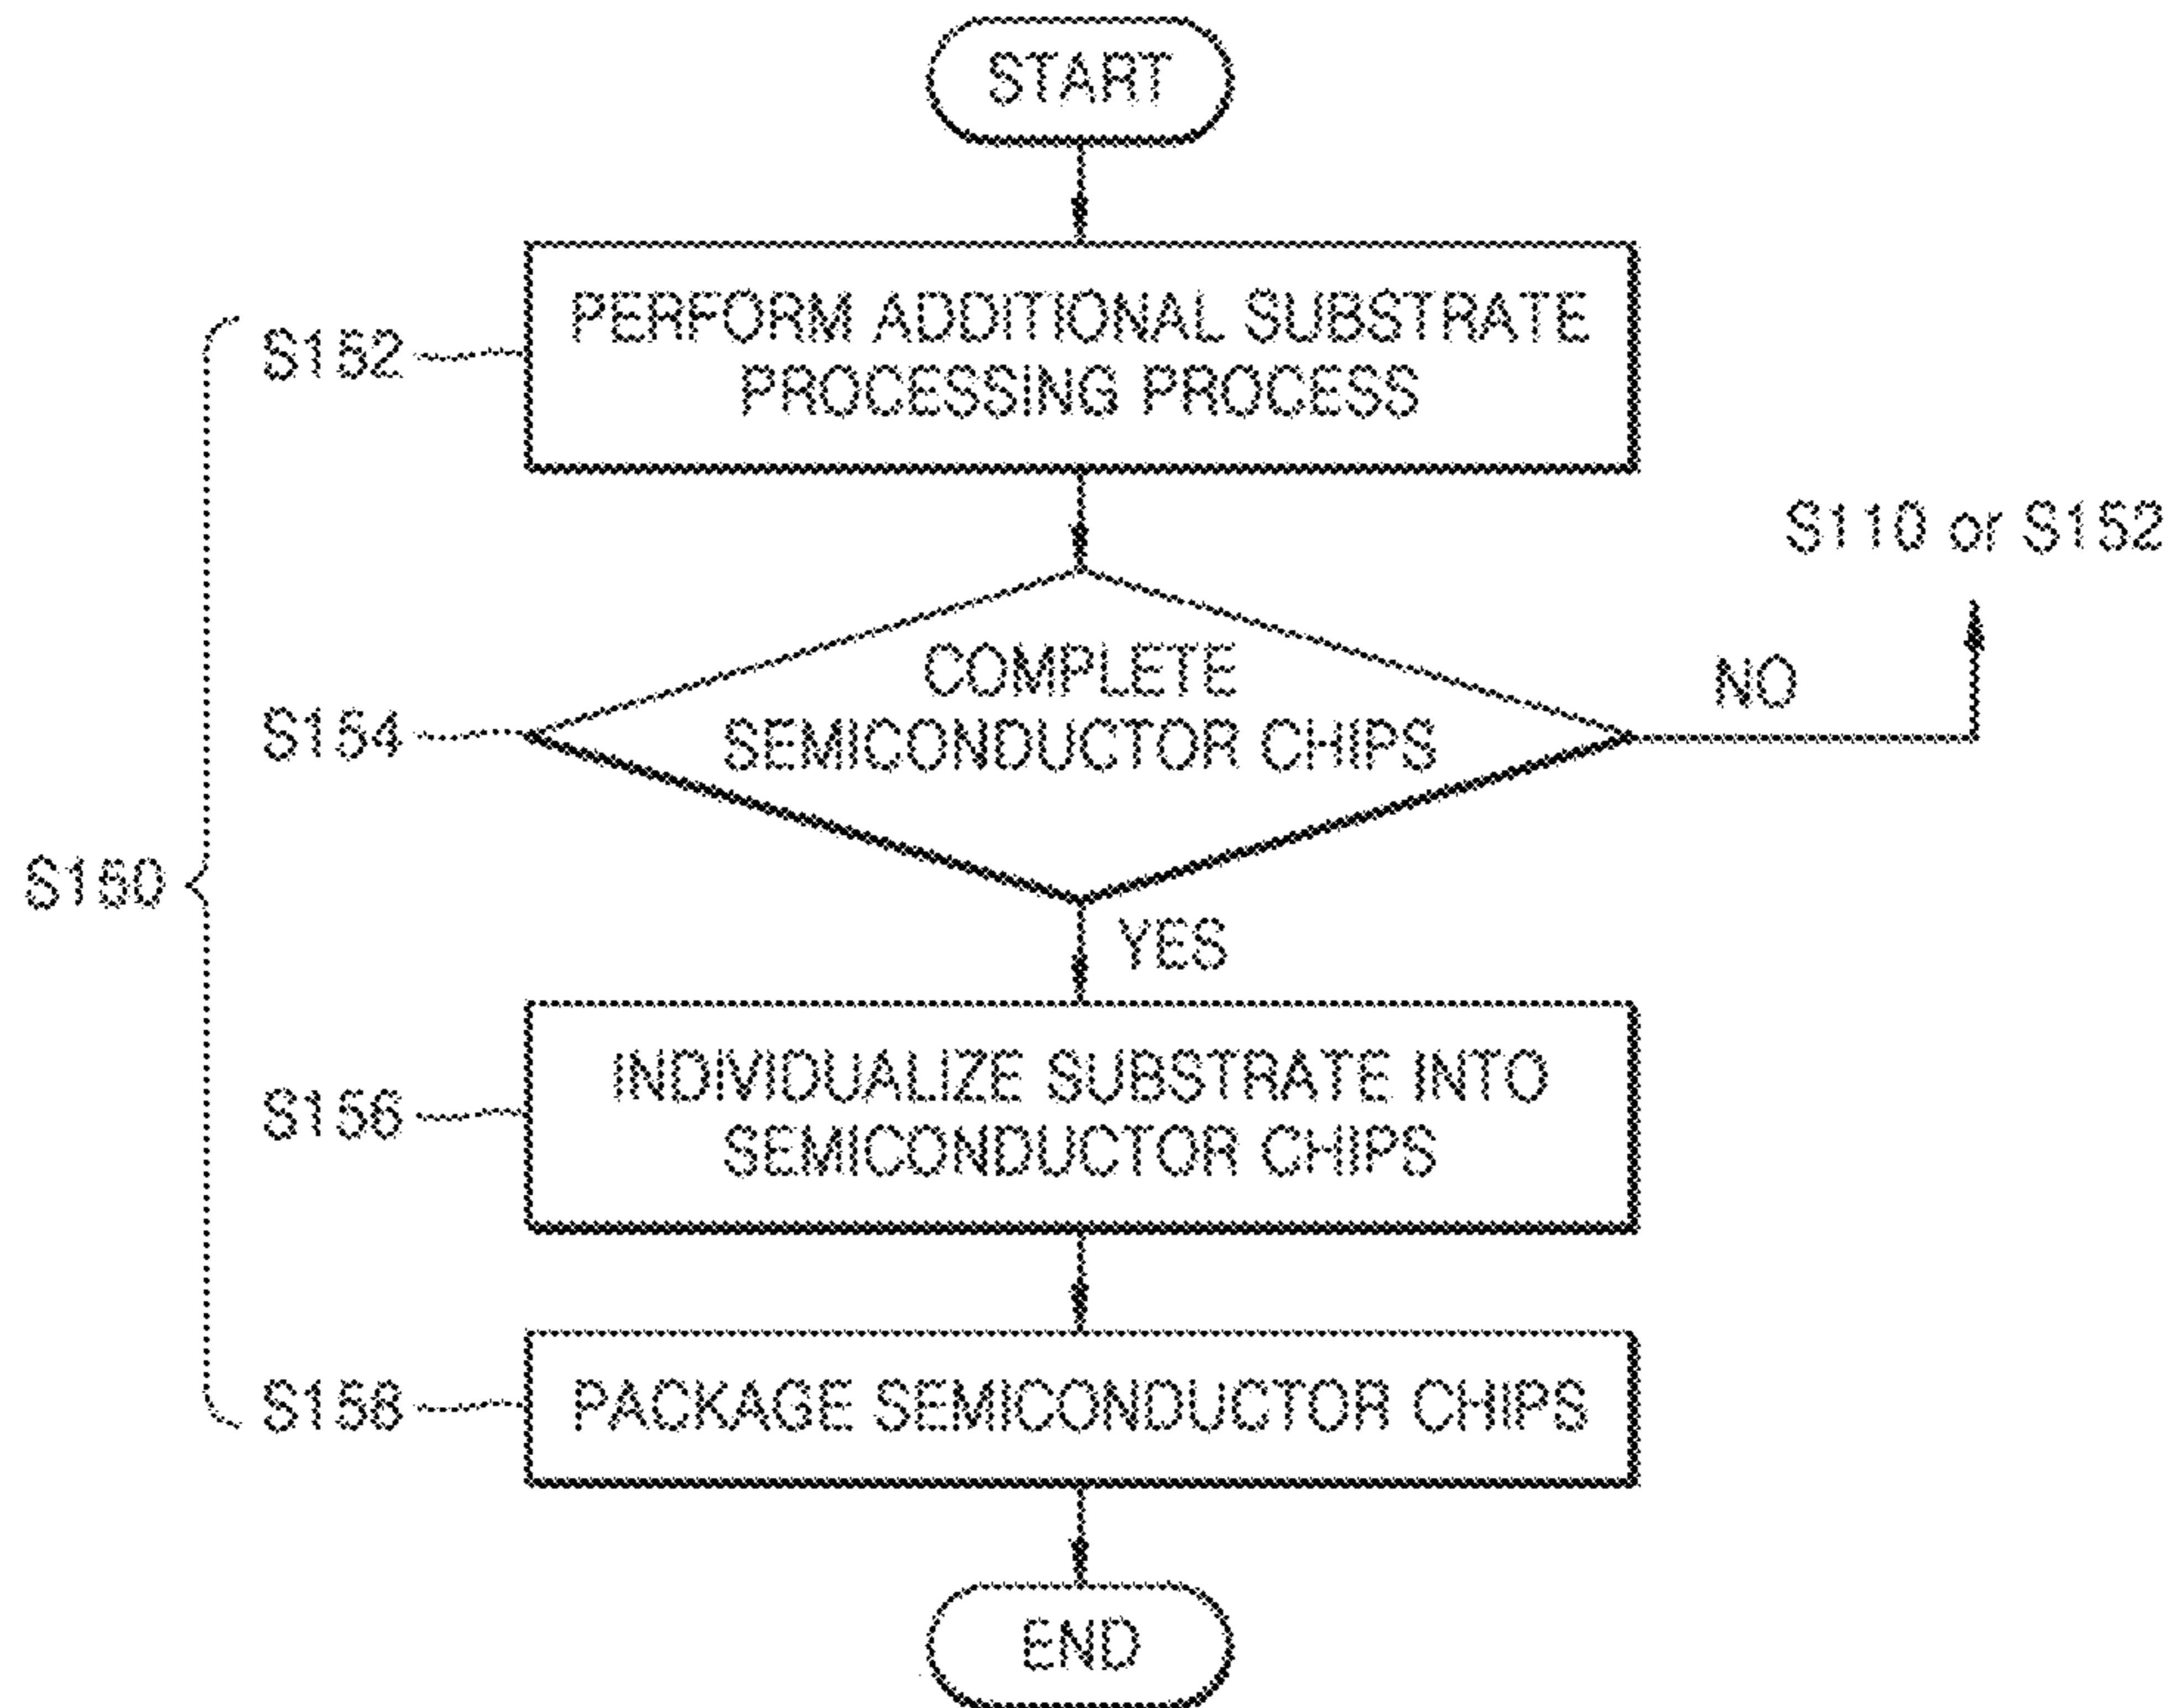 START
S152
PERFORM ADDITIONAL SUBSTRATE
PROCESSING PROCESS
S110 or S152
S154
COMPLETE
SEMICONDUCTOR CHIPS
NO
S150
YES
S156
INDIVIDUALIZE SUBSTRATE INTO
SEMICONDUCTOR CHIPS
S158
PACKAGE SEMICONDUCTOR CHIPS
END